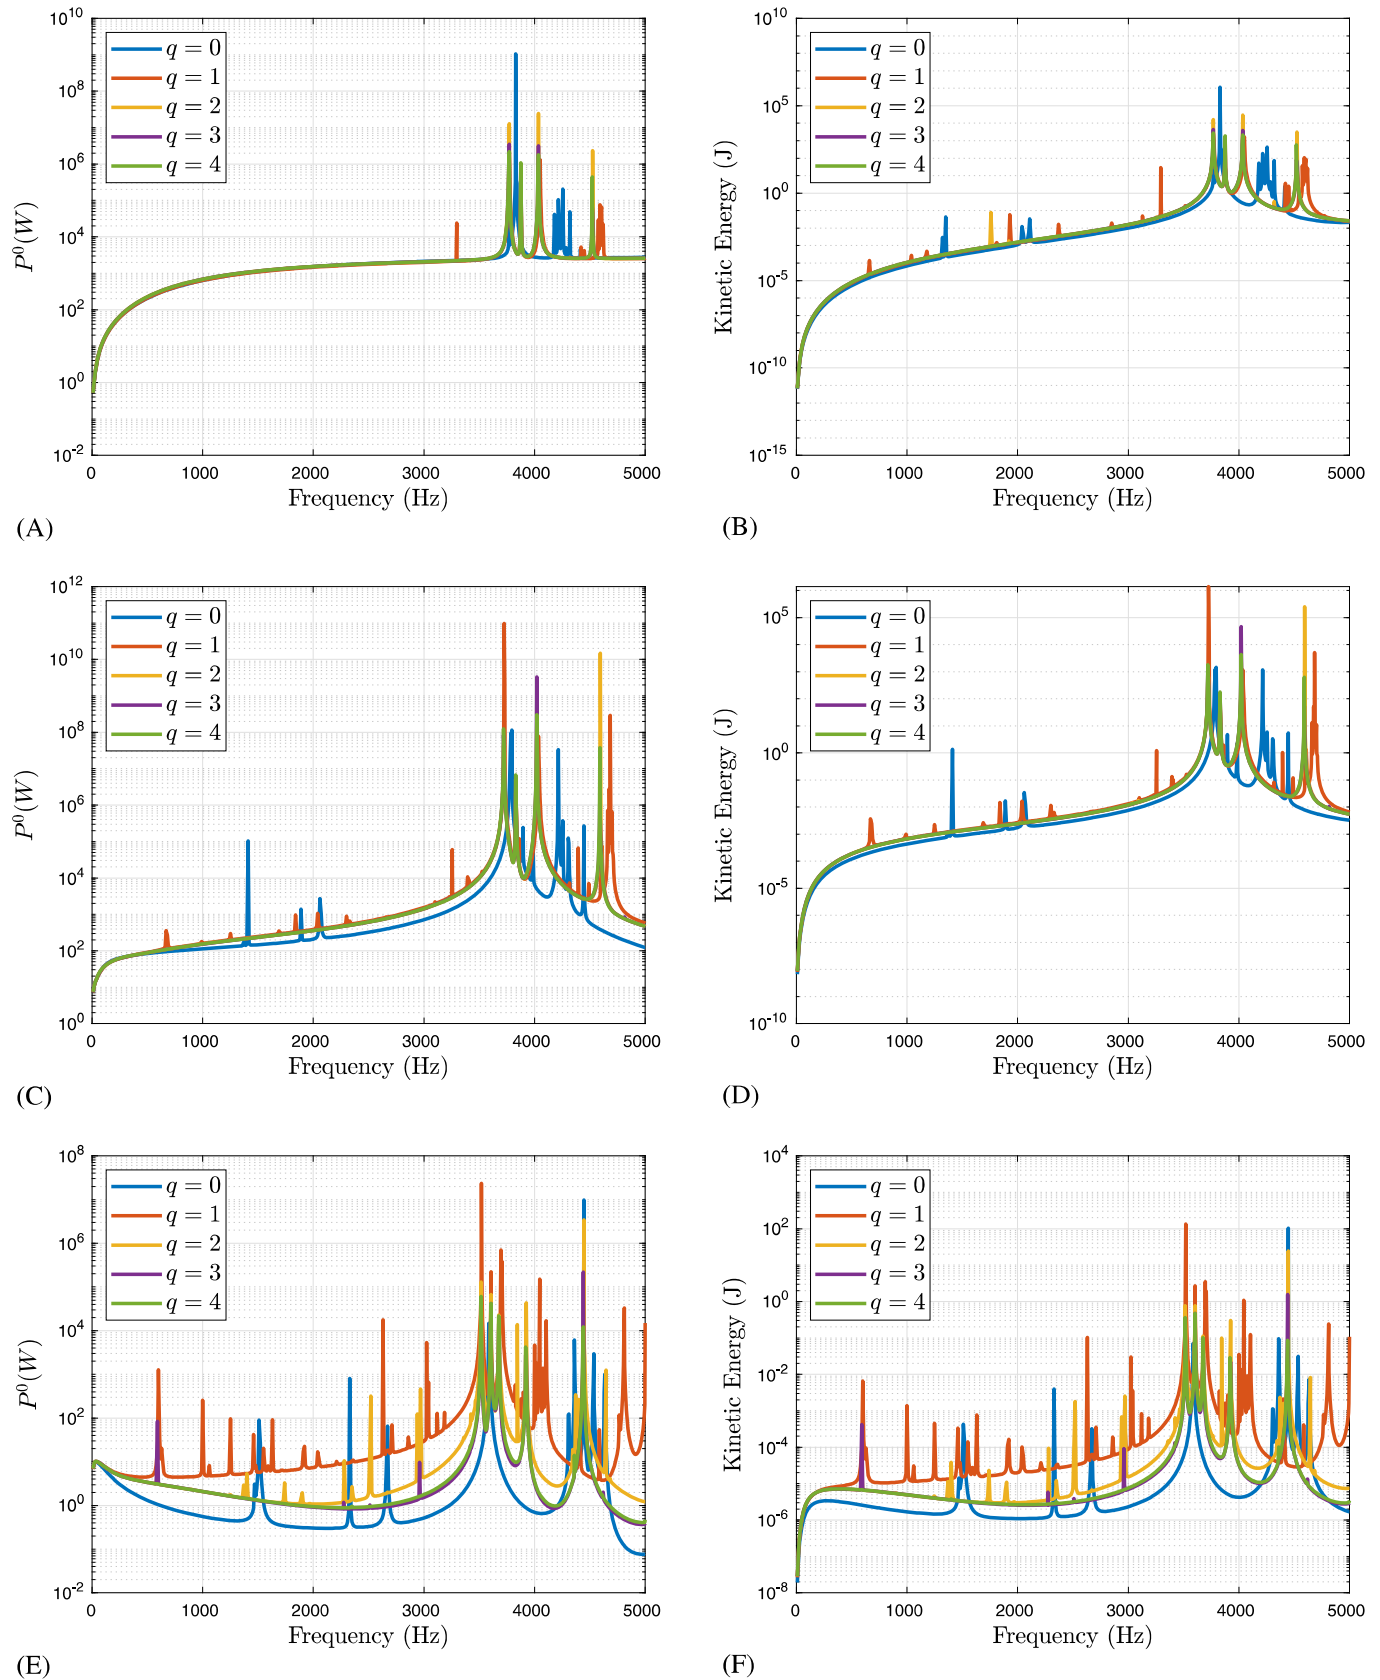 10^10
10^8
10^6
10^4
10^2
10^0
10^-2
P^0(W)
q = 0
q = 1
q = 2
q = 3
q = 4
0 1000 2000 3000 4000 5000
Frequency (Hz)
(A)
10^10
10^5
10^0
10^-5
10^-10
10^-15
Kinetic Energy (J)
q = 0
q = 1
q = 2
q = 3
q = 4
0 1000 2000 3000 4000 5000
Frequency (Hz)
(B)
10^12
10^10
10^8
10^6
10^4
10^2
10^0
P^0(W)
q = 0
q = 1
q = 2
q = 3
q = 4
0 1000 2000 3000 4000 5000
Frequency (Hz)
(C)
10^5
10^0
10^-5
10^-10
Kinetic Energy (J)
q = 0
q = 1
q = 2
q = 3
q = 4
0 1000 2000 3000 4000 5000
Frequency (Hz)
(D)
10^8
10^6
10^4
10^2
10^0
10^-2
P^0(W)
q = 0
q = 1
q = 2
q = 3
q = 4
0 1000 2000 3000 4000 5000
Frequency (Hz)
(E)
10^4
10^2
10^0
10^-2
10^-4
10^-6
10^-8
Kinetic Energy (J)
q = 0
q = 1
q = 2
q = 3
q = 4
0 1000 2000 3000 4000 5000
Frequency (Hz)
(F)